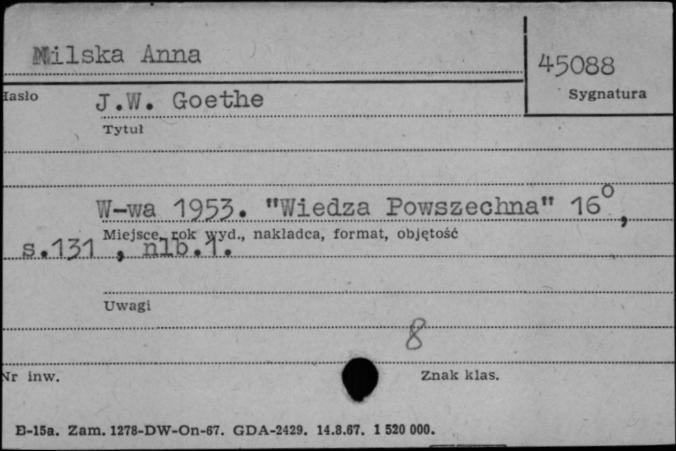 Milska Anna
45088
Hasło
Sygnatura
J.W. Goethe
Tytuł
W-wa 1953. "Wiedza Powszechna" 16°,
Miejsce, rok wyd., nakładca, format, objętość
s.131 , nlb.1.
Uwagi
8
Nr inw.
Znak klas.
E-15a. Zam. 1278-DW-On-67. GDA-2429. 14.8.67. 1 520 000.